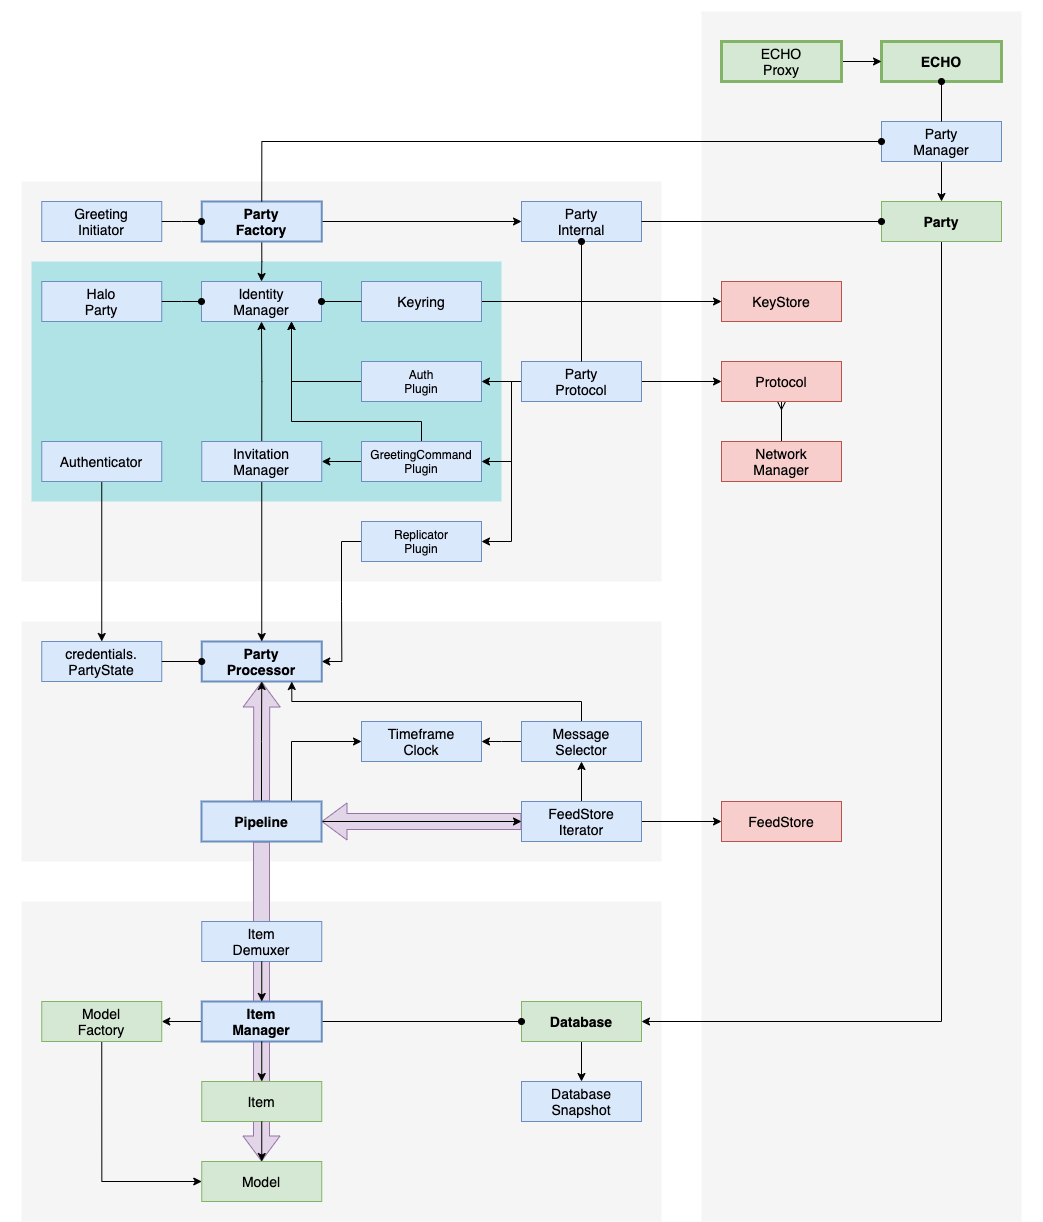 ECHO
Proxy
ECHO
Party
Manager
Greeting
Initiator
Party
Factory
Party
Internal
Party
Halo
Party
Identity
Manager
Keyring
KeyStore
Auth
Plugin
Party
Protocol
Protocol
Authenticator
Invitation
Manager
GreetingCommand
Plugin
Network
Manager
Replicator
Plugin
credentials.
PartyState
Party
Processor
Timeframe
Clock
Message
Selector
Pipeline
FeedStore
Iterator
FeedStore
Item
Demuxer
Model
Factory
Item
Manager
Database
Item
Database
Snapshot
Model